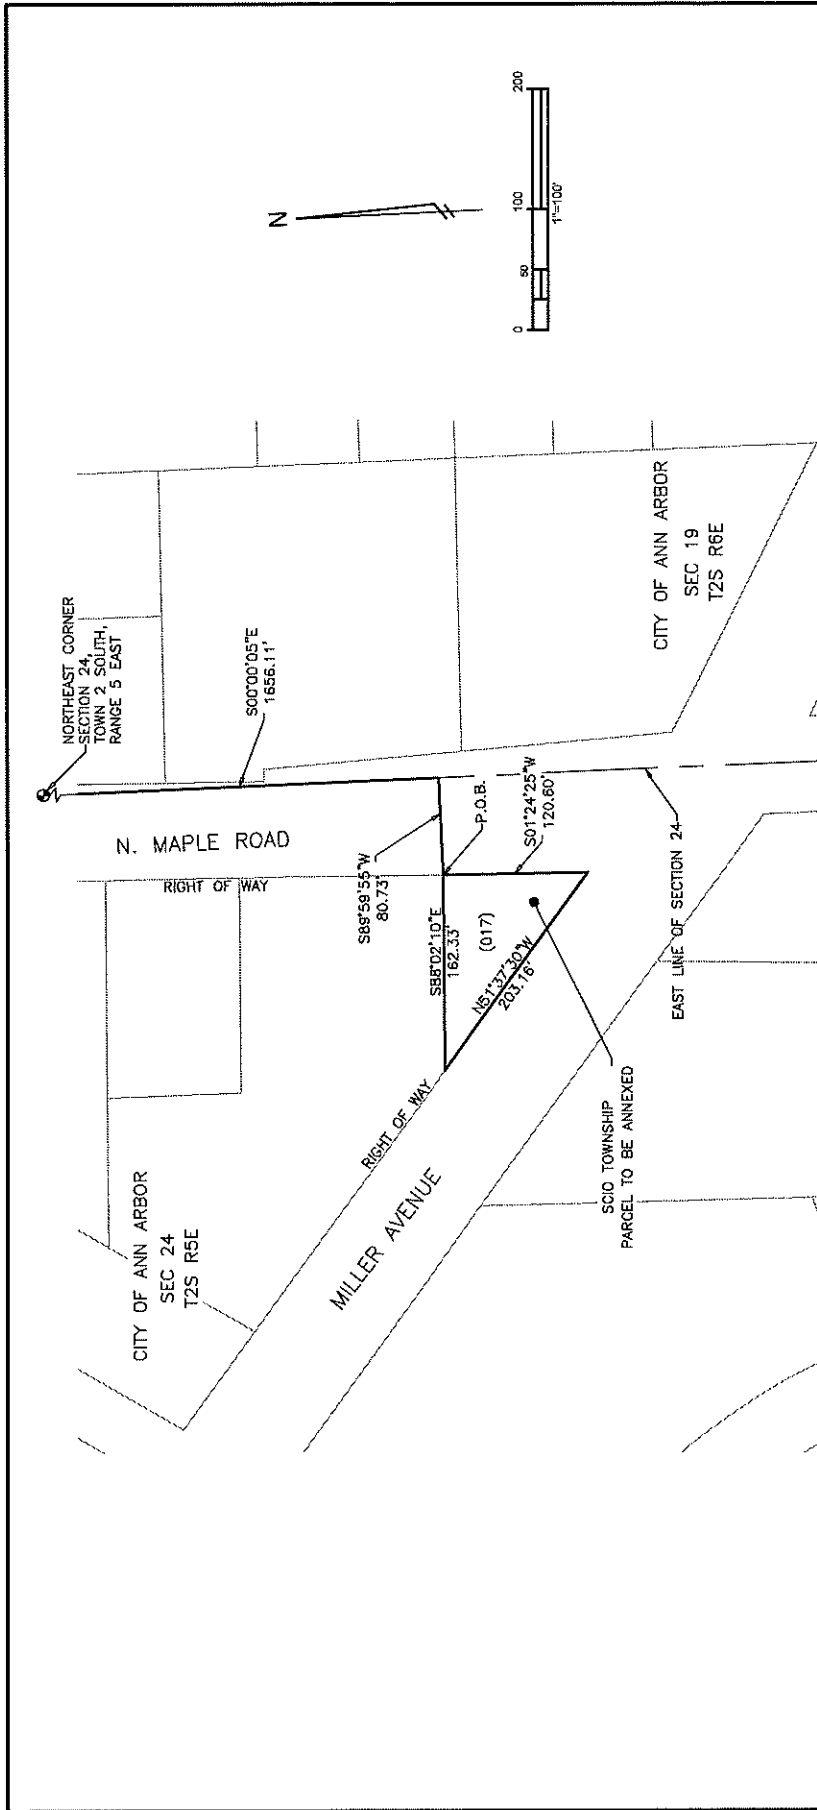 NORTHEAST CORNER
SECTION 24,
TOWN 2 SOUTH,
RANGE 5 EAST
S00°00'05"E
1656.11'
N. MAPLE ROAD
RIGHT OF WAY
S89°59'55"W
80.73'
P.O.B.
S01°24'25"W
120.60'
S88°02'10"E
162.33'
(017)
N51°37'30"W
203.16'
EAST LINE OF SECTION 24
RIGHT OF WAY
MILLER AVENUE
SCIO TOWNSHIP
PARCEL TO BE ANNEXED
CITY OF ANN ARBOR
SEC 24
T2S R5E
CITY OF ANN ARBOR
SEC 19
T2S R6E
N
0
50
100
200
1"=100'